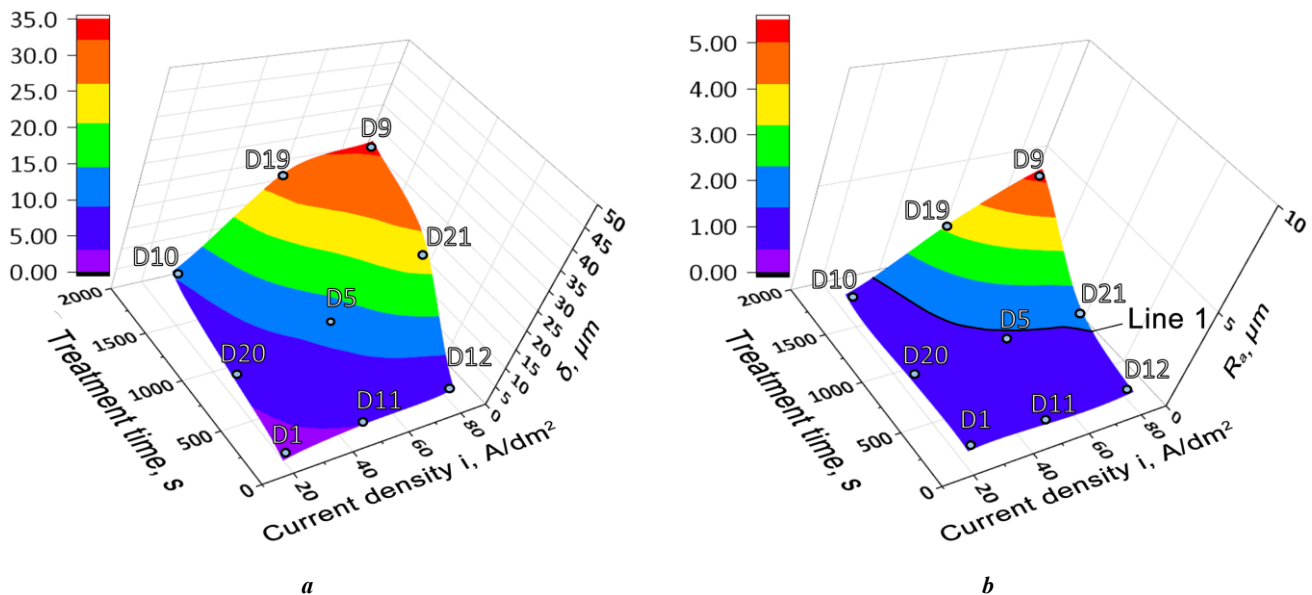 35.0
30.0
25.0
20.0
15.0
10.0
5.00
0.00
D9
D19
D21
D10
D5
D20
D12
D11
D1
2000
1500
1000
500
0
Treatment time, s
20
40
60
80
Current density i, A/dm²
0
5
10
15
20
25
30
35
40
45
50
δ, μm
a
5.00
4.00
3.00
2.00
1.00
0.00
D9
D19
D10
D21
D5
Line 1
D20
D12
D11
D1
2000
1500
1000
500
0
Treatment time, s
20
40
60
80
Current density i, A/dm²
0
5
10
Ra, μm
b